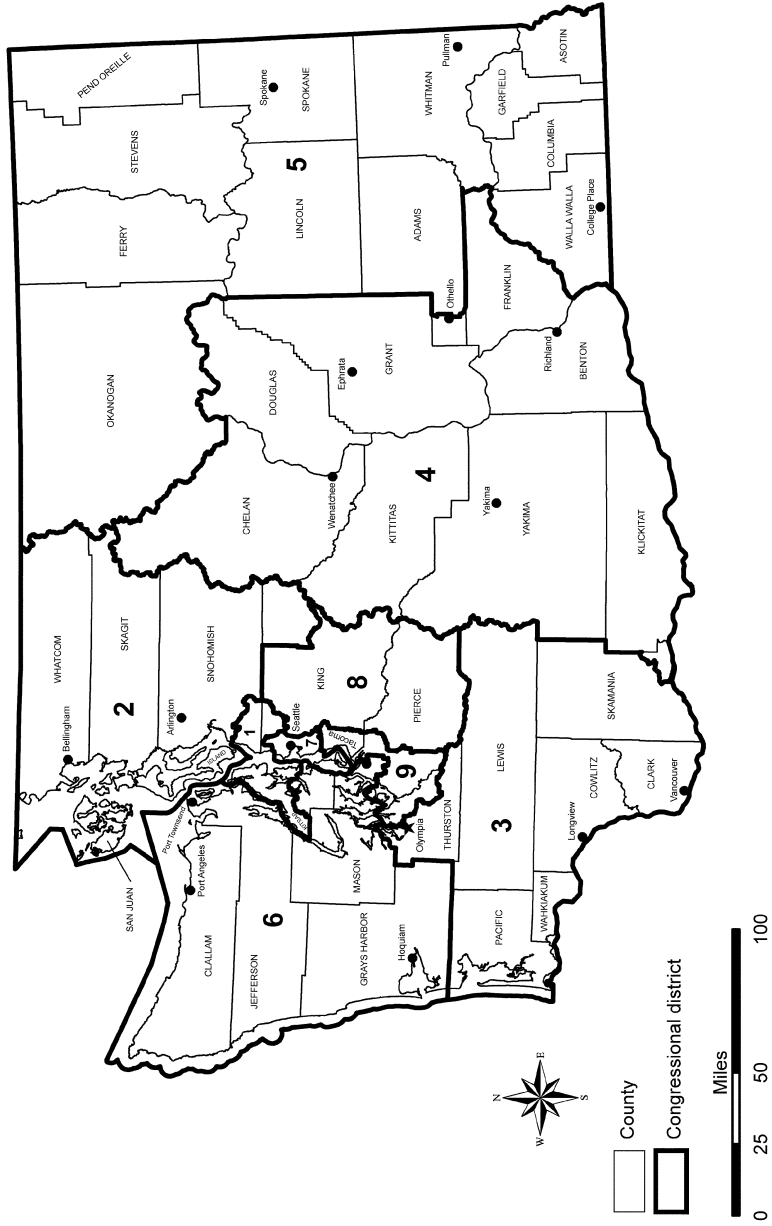 WHATCOM
Bellingham
SKAGIT
2
Arlington
SNOHOMISH
ISLAND
SAN JUAN
OKANOGAN
FERRY
STEVENS
PEND OREILLE
CHELAN
DOUGLAS
Wenatchee
Ephrata
GRANT
LINCOLN
5
Spokane
SPOKANE
Port Townsend
Port Angeles
CLALLAM
JEFFERSON
6
KITSAP
1
Seattle
7
KING
8
MASON
GRAYS HARBOR
Hoquiam
Tacoma
9
PIERCE
Olympia
THURSTON
KITTITAS
4
ADAMS
Othello
WHITMAN
Pullman
PACIFIC
LEWIS
3
WAHKIAKUM
Longview
COWLITZ
SKAMANIA
CLARK
Vancouver
Yakima
YAKIMA
KLICKITAT
FRANKLIN
Richland
BENTON
WALLA WALLA
College Place
COLUMBIA
GARFIELD
ASOTIN
N
W
E
S
County
Congressional district
Miles
0
25
50
100